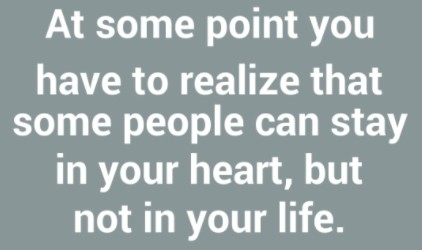 At some point you
have to realize that
some people can stay
in your heart, but
not in your life.